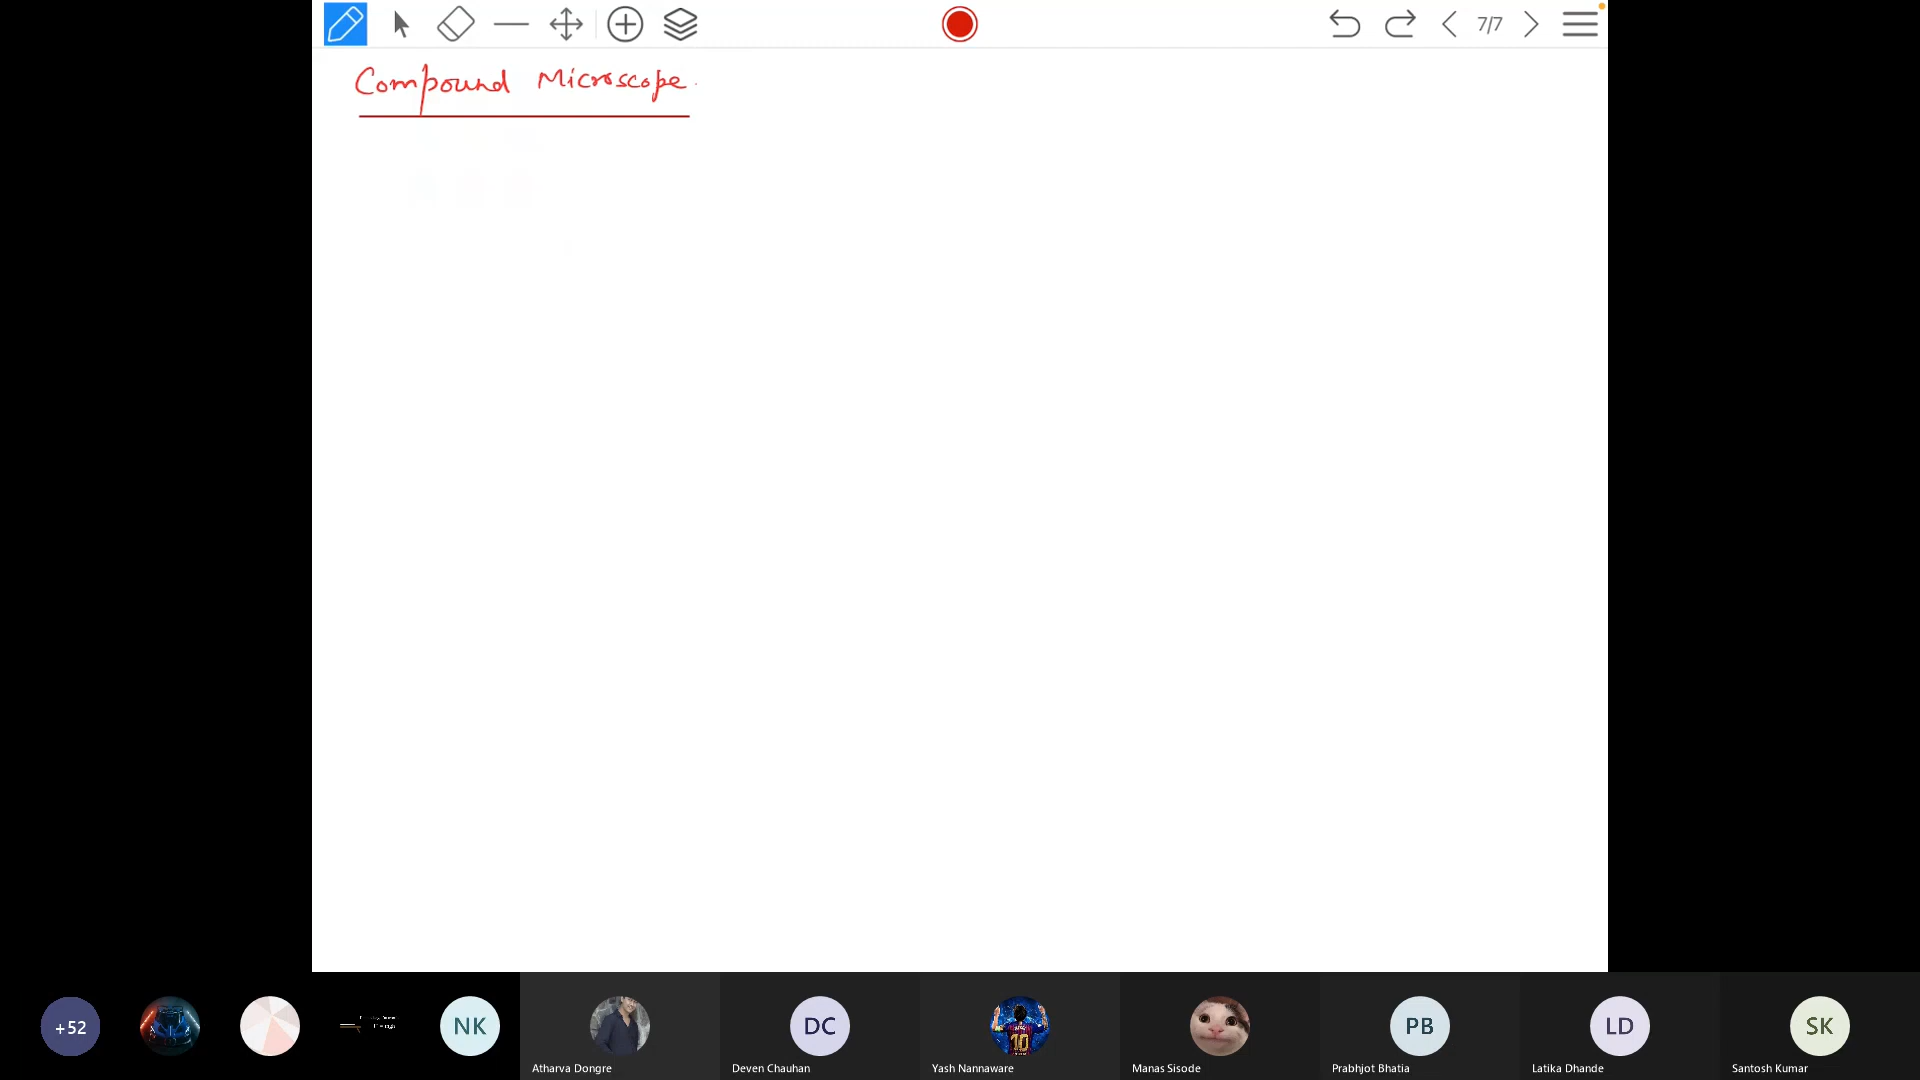 7/7
Compound Microscope.
+52
NK
DC
10
PB
LD
SK
Atharva Dongre
Deven Chauhan
Yash Nannaware
Manas Sisode
Prabhjot Bhatia
Latika Dhande
Santosh Kumar